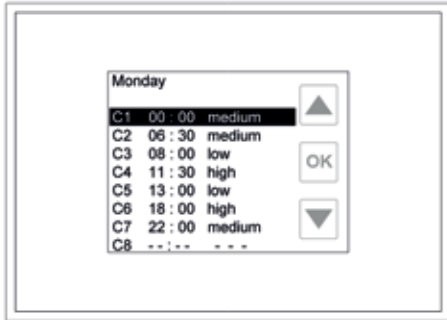 Monday
C1 00 : 00 medium
C2 06 : 30 medium
C3 08 : 00 low
C4 11 : 30 high
C5 13 : 00 low
C6 18 : 00 high
C7 22 : 00 medium
C8 - - : - - - - -
OK